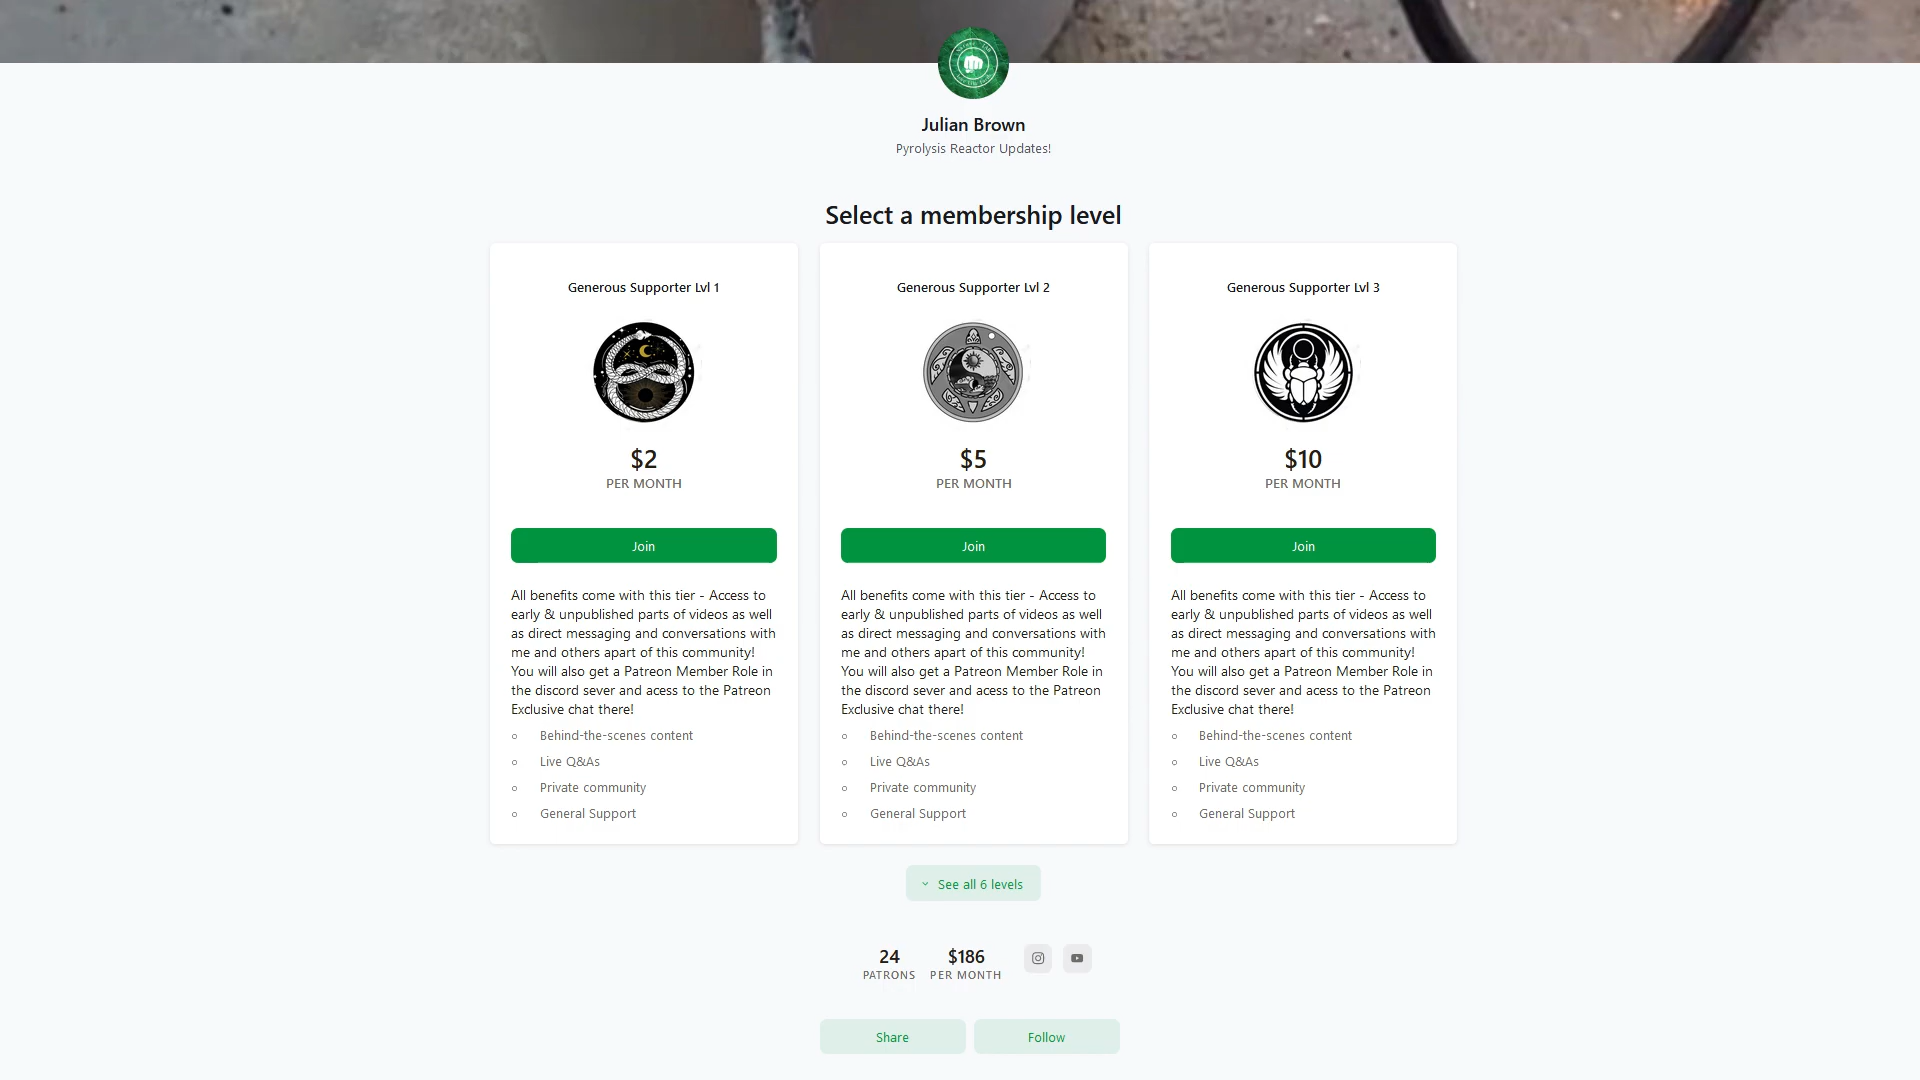 Julian Brown
Pyrolysis Reactor Updates!
Select a membership level
Generous Supporter Lvl 1
$2
PER MONTH
Join
All benefits come with this tier - Access to
early & unpublished parts of videos as well
as direct messaging and conversations with
me and others apart of this community!
You will also get a Patreon Member Role in
the discord sever and acess to the Patreon
Exclusive chat there!
Behind-the-scenes content
Live Q&As
Private community
General Support
Generous Supporter Lvl 2
$5
PER MONTH
Join
All benefits come with this tier - Access to
early & unpublished parts of videos as well
as direct messaging and conversations with
me and others apart of this community!
You will also get a Patreon Member Role in
the discord sever and acess to the Patreon
Exclusive chat there!
Behind-the-scenes content
Live Q&As
Private community
General Support
Generous Supporter Lvl 3
$10
PER MONTH
Join
All benefits come with this tier - Access to
early & unpublished parts of videos as well
as direct messaging and conversations with
me and others apart of this community!
You will also get a Patreon Member Role in
the discord sever and acess to the Patreon
Exclusive chat there!
Behind-the-scenes content
Live Q&As
Private community
General Support
See all 6 levels
24
PATRONS
$186
PER MONTH
Share
Follow